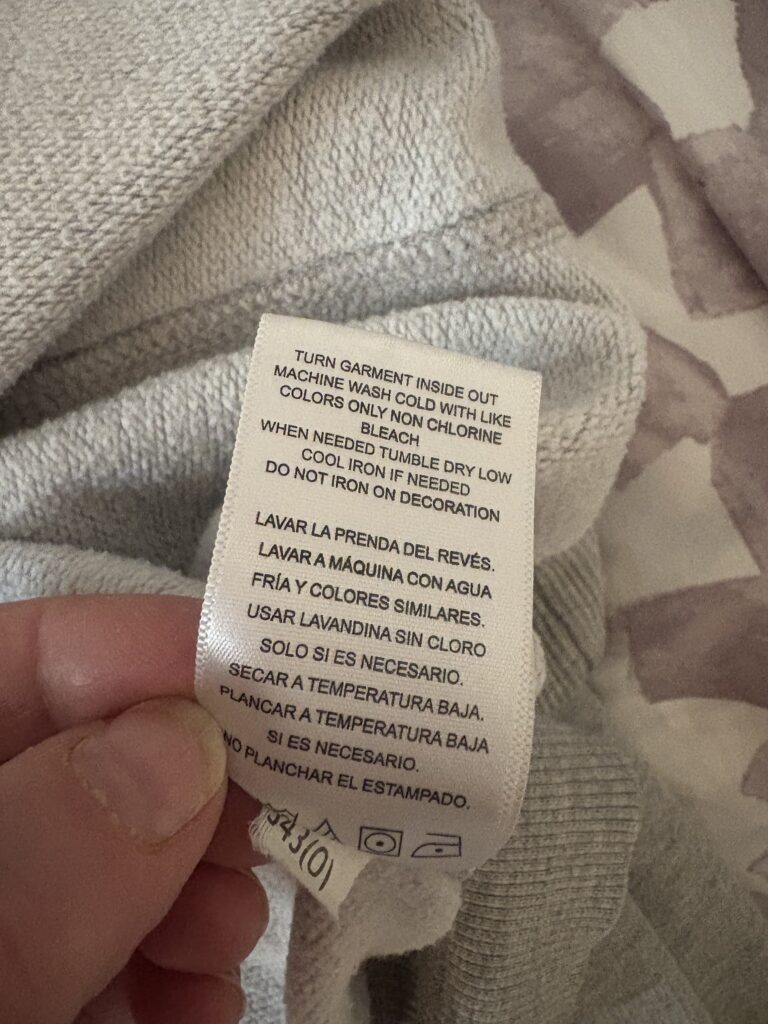 TURN GARMENT INSIDE OUT
MACHINE WASH COLD WITH LIKE
COLORS ONLY NON CHLORINE
BLEACH
WHEN NEEDED TUMBLE DRY LOW
COOL IRON IF NEEDED
DO NOT IRON ON DECORATION
LAVAR LA PRENDA DEL REVÉS.
LAVAR A MÁQUINA CON AGUA
FRÍA Y COLORES SIMILARES.
USAR LAVANDINA SIN CLORO
SOLO SI ES NECESARIO.
SECAR A TEMPERATURA BAJA.
PLANCAR A TEMPERATURA BAJA
SI ES NECESARIO.
NO PLANCHAR EL ESTAMPADO.
343(0)